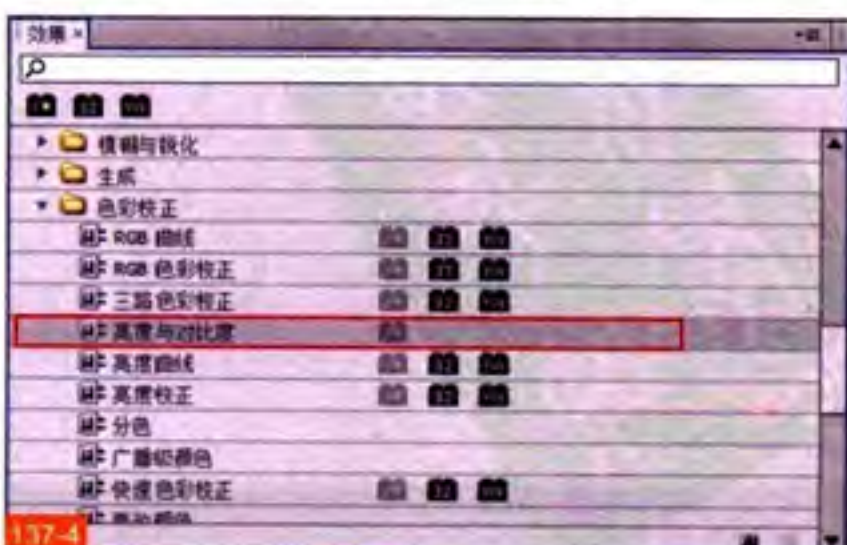 效果 ×
模糊与锐化
生成
色彩校正
RGB 曲线
RGB 色彩校正
三路色彩校正
亮度与对比度
亮度曲线
亮度校正
分色
广播级颜色
快速色彩校正
137-4